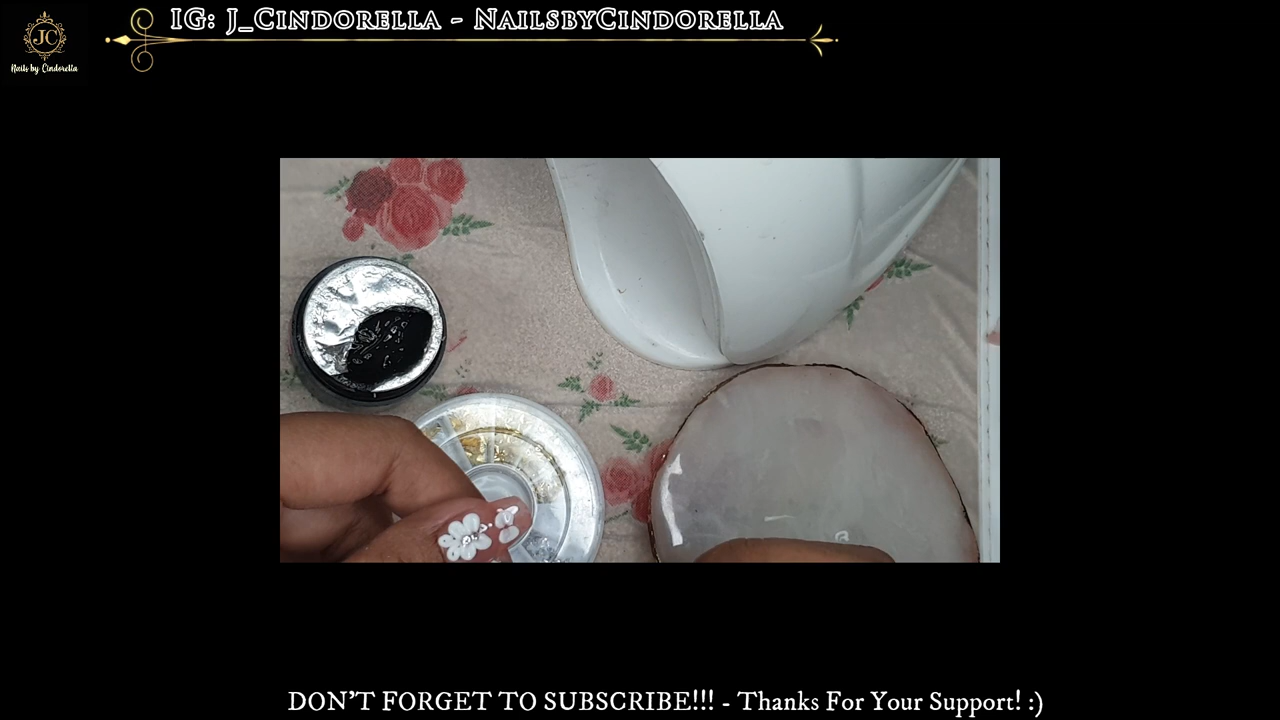 IG: J_Cindorella - NailsbyCindorella
JC
Nails by Cindorella
DON'T FORGET TO SUBSCRIBE!!! - Thanks For Your Support! :)